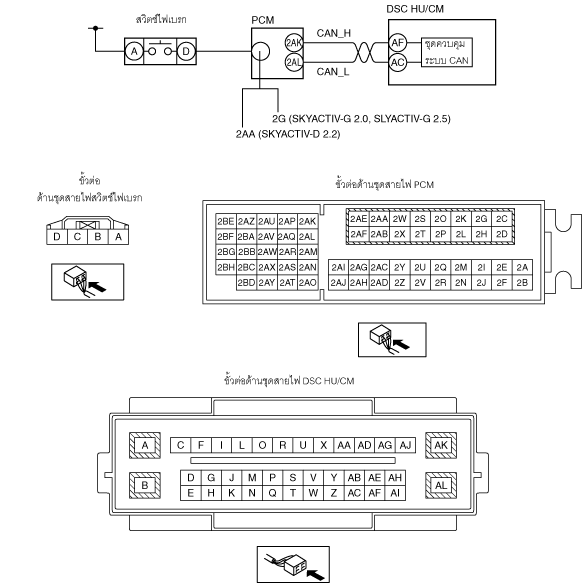 DSC HU/CM
สวิตช์ไฟเบรก
PCM
CAN_H
A D 2AK AF ชุดควบคุม
2AL AC ระบบ CAN
CAN_L
2G (SKYACTIV-G 2.0, SLYACTIV-G 2.5)
2AA (SKYACTIV-D 2.2)
ขั้วต่อ
ด้านชุดสายไฟสวิตช์ไฟเบรก
D C B A
ขั้วต่อด้านชุดสายไฟ PCM
2BE 2AZ 2AU 2AP 2AK 2AE 2AA 2W 2S 2O 2K 2G 2C
2BF 2BA 2AV 2AQ 2AL 2AF 2AB 2X 2T 2P 2L 2H 2D
2BG 2BB 2AW 2AR 2AM
2BH 2BC 2AX 2AS 2AN 2AI 2AG 2AC 2Y 2U 2Q 2M 2I 2E 2A
2BD 2AY 2AT 2AO 2AJ 2AH 2AD 2Z 2V 2R 2N 2J 2F 2B
ขั้วต่อด้านชุดสายไฟ DSC HU/CM
A C F I L O R U X AA AD AG AJ AK
B D G J M P S V Y AB AE AH AL
E H K N Q T W Z AC AF AI